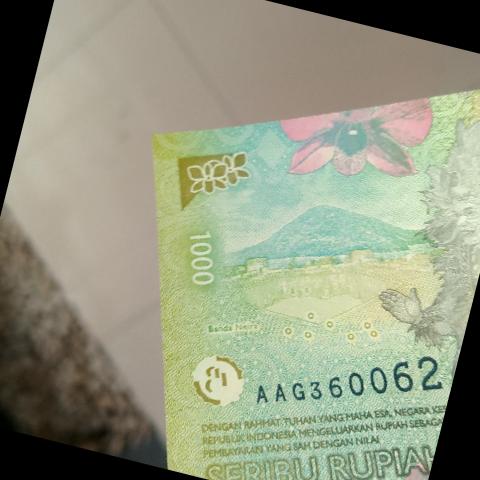 1000
Banda Neira
AAG360062
DENGAN RAHMAT TUHAN YANG MAHA ESA, NEGARA
REPUBLIK INDONESIA MENGELUARKAN RUPIAH SEBAGA
PEMBAYARAN YANG SAH DENGAN NILAI
SERIBU RUPIAH